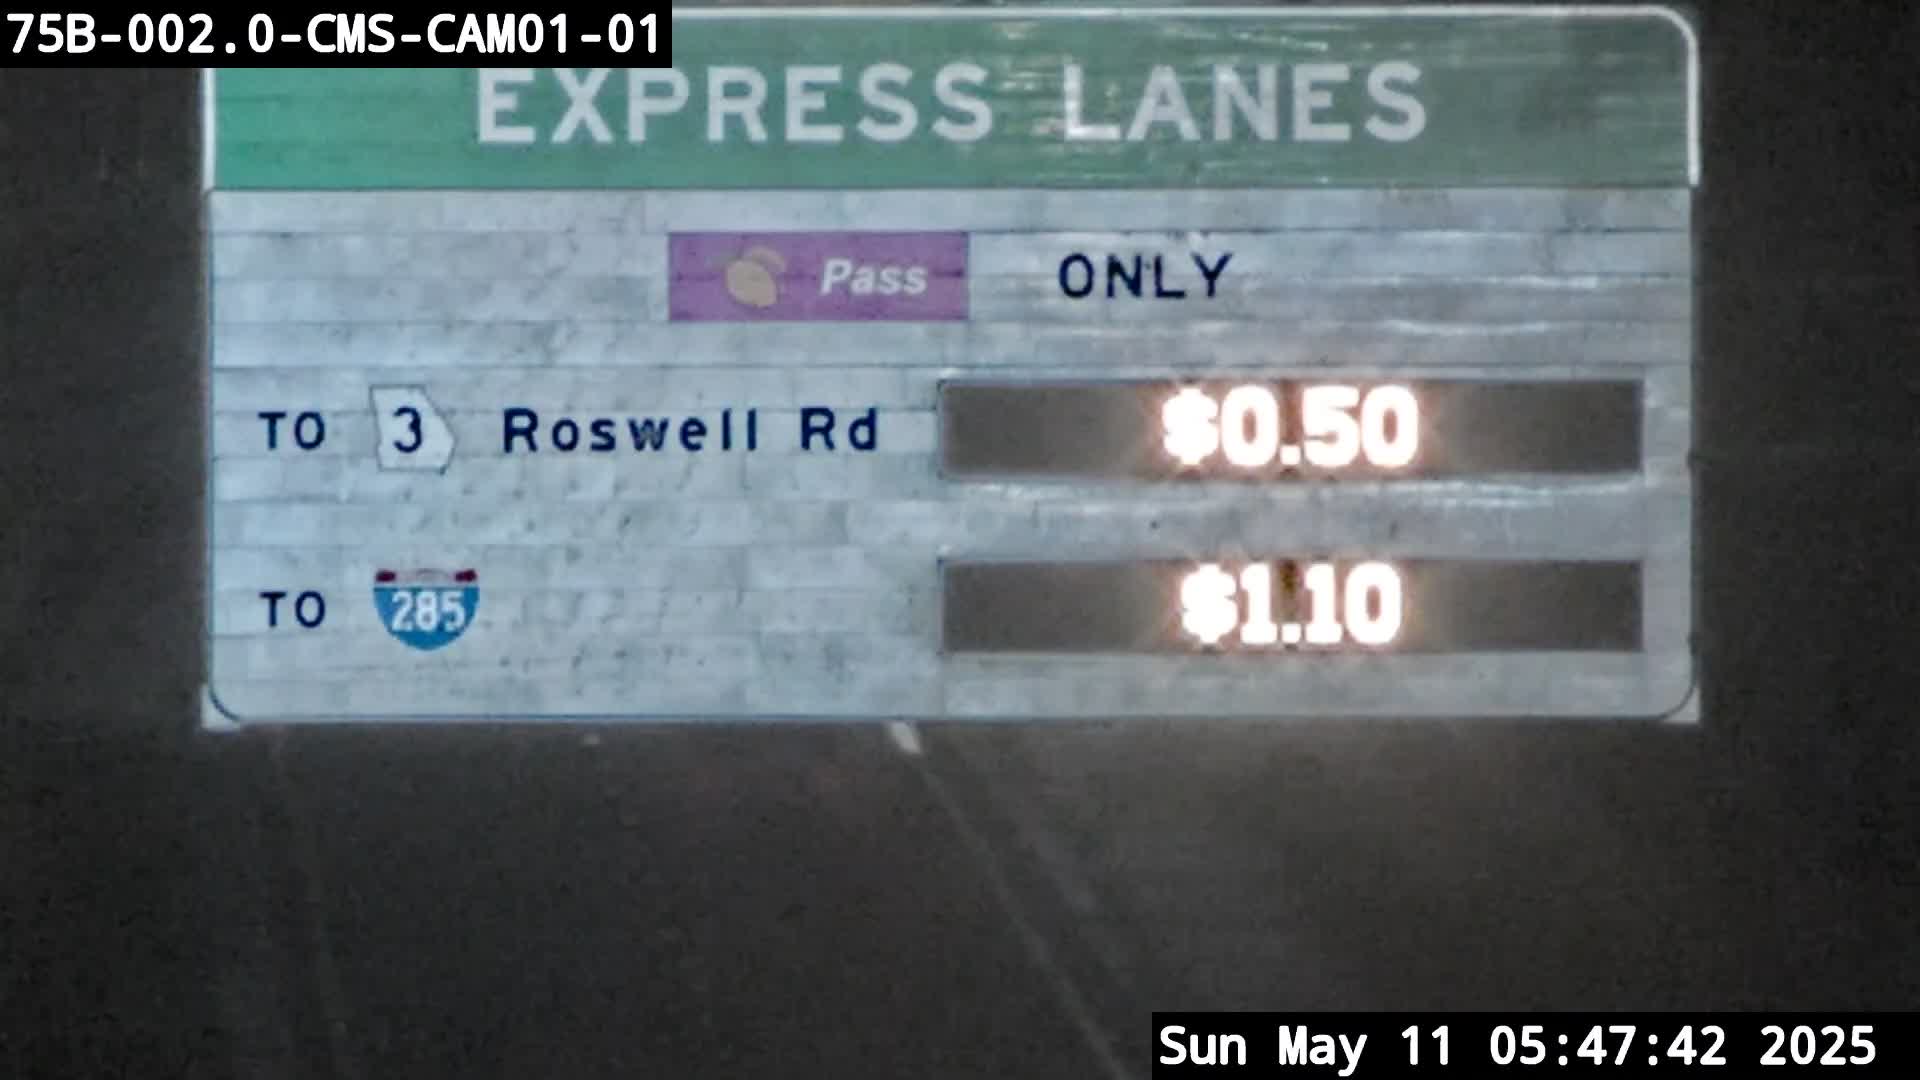 75B-002.0-CMS-CAM01-01
EXPRESS LANES
Pass ONLY
TO 3 Roswell Rd $0.50
TO 285 $1.10
Sun May 11 05:47:42 2025